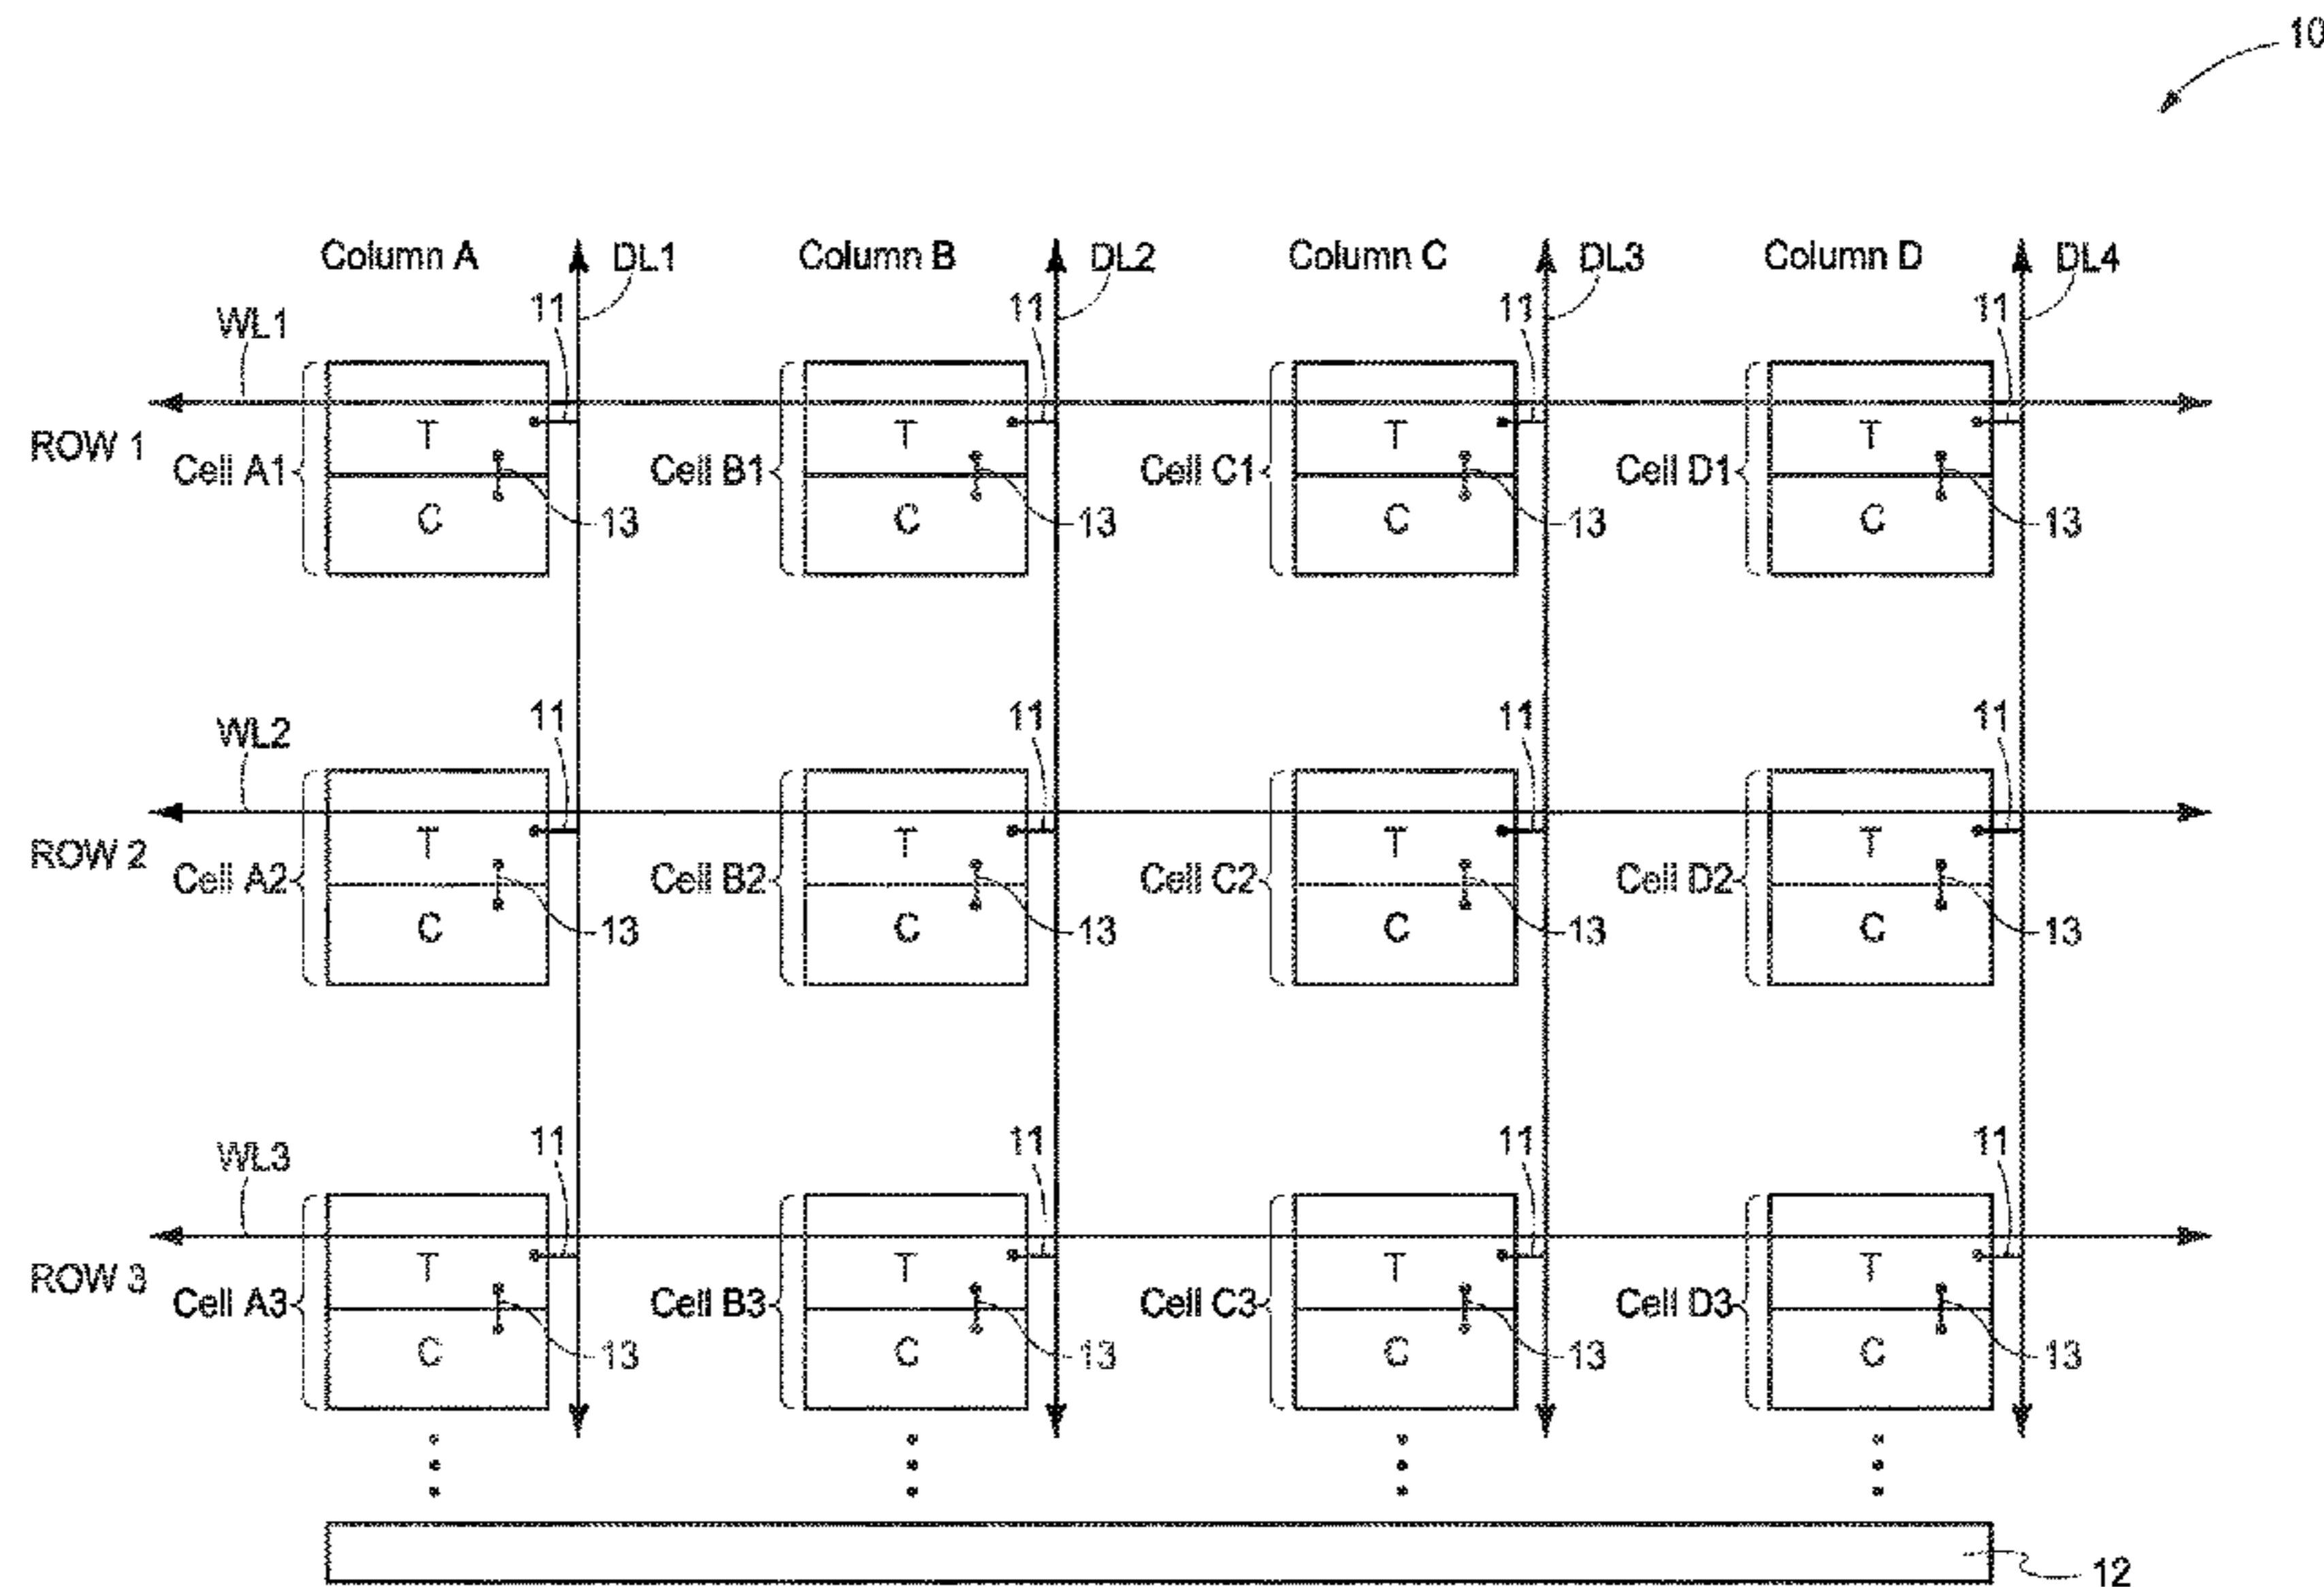 10
Column A DL1 Column B DL2 Column C DL3 Column D DL4
WL1 11 11 11 11
ROW 1 T T T T
Cell A1 Cell B1 Cell C1 Cell D1
C 13 C 13 C 13 C 13
WL2 11 11 11 11
ROW 2 T T T T
Cell A2 Cell B2 Cell C2 Cell D2
C 13 C 13 C 13 C 13
WL3 11 11 11 11
ROW 3 T T T T
Cell A3 Cell B3 Cell C3 Cell D3
C 13 C 13 C 13 C 13
12